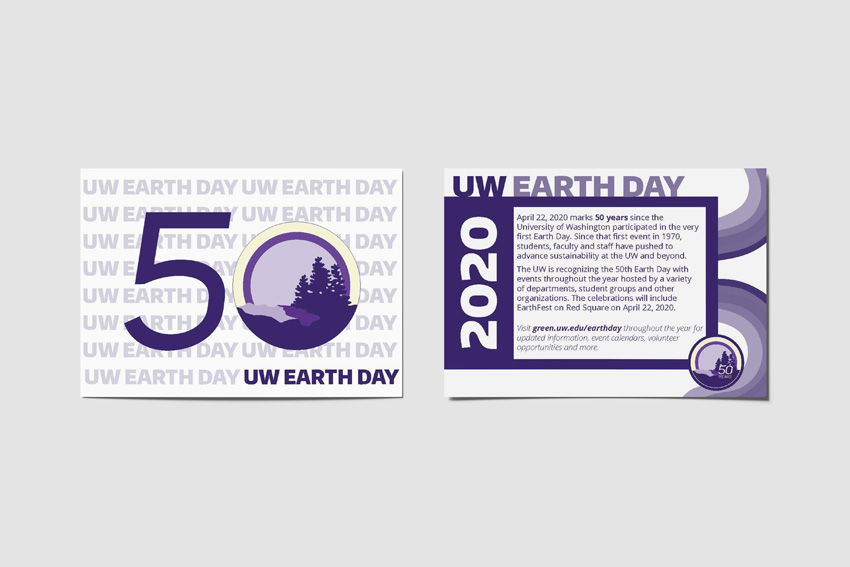 UW EARTH DAY UW EARTH DAY
UW EARTH DAY UW EARTH DAY
UW EARTH DAY UW EARTH DAY
UW EARTH DAY UW EARTH DAY
UW EARTH DAY UW EARTH DAY
UW EARTH DAY UW EARTH DAY
UW EARTH DAY UW EARTH DAY
UW EARTH DAY UW EARTH DAY
50
UW EARTH DAY
2020
April 22, 2020 marks 50 years since the
University of Washington participated in the very
first Earth Day. Since that first event in 1970,
students, faculty and staff have pushed to
advance sustainability at the UW and beyond.
The UW is recognizing the 50th Earth Day with
events throughout the year hosted by a variety
of departments, student groups and other
organizations. The celebrations will include
EarthFest on Red Square on April 22, 2020.
Visit green.uw.edu/earthday throughout the year for
updated information, event calendars, volunteer
opportunities and more.
50